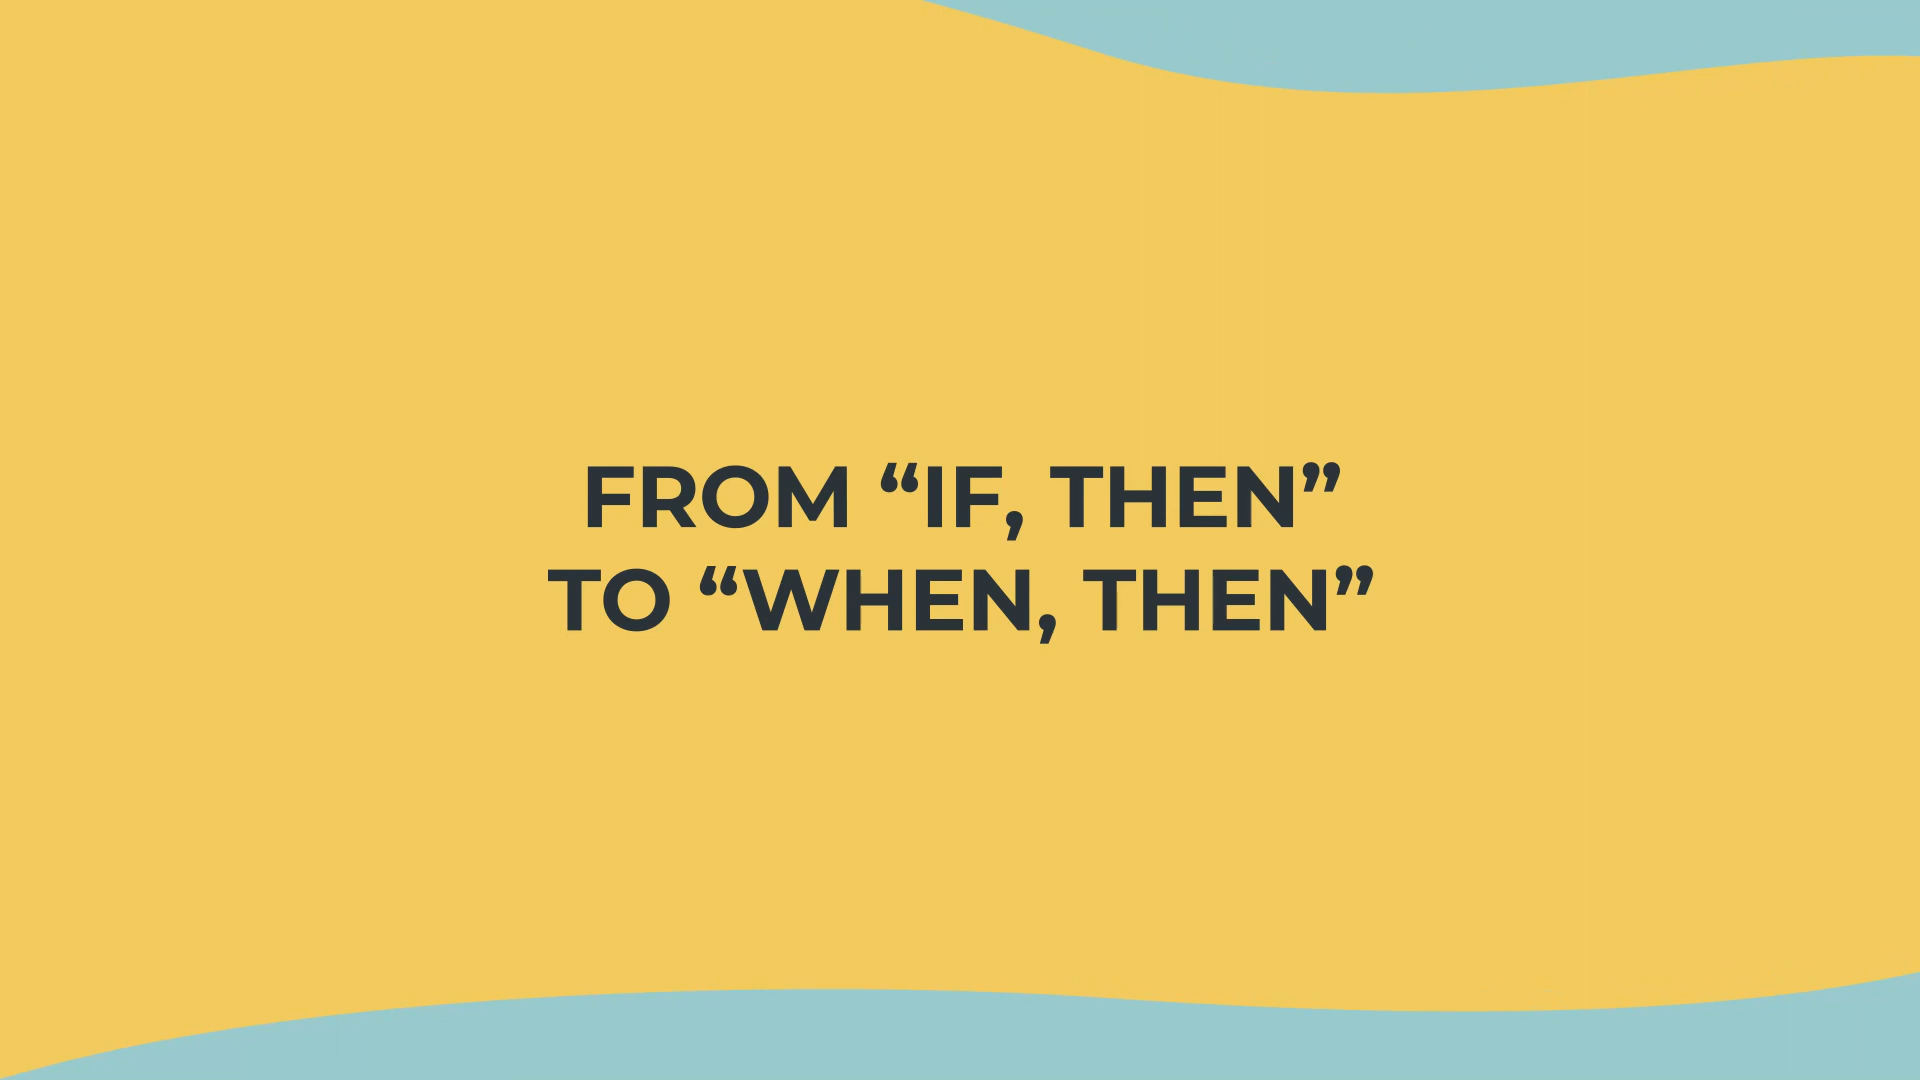 FROM “IF, THEN”
TO “WHEN, THEN”